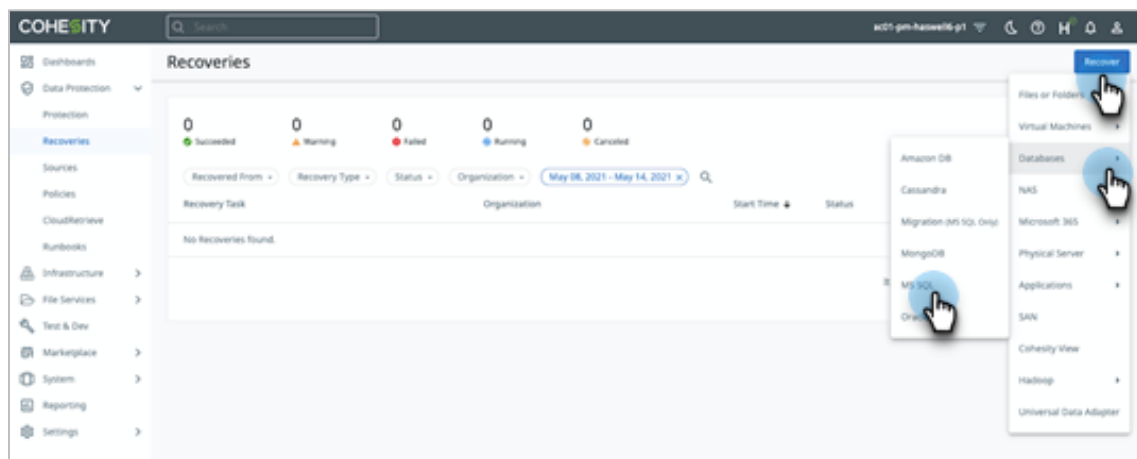 COHESITY
Search
ac01-pm-haswell6-p1
Dashboards
Data Protection
Protection
Recoveries
Sources
Policies
CloudRetrieve
Runbooks
Infrastructure
File Services
Test & Dev
Marketplace
System
Reporting
Settings
Recoveries
Recover
0 0 0 0 0
Succeeded Warning Failed Running Canceled
Recovered From Recovery Type Status Organization May 08, 2021 - May 14, 2021 ×
Recovery Task Organization Start Time Status
No Recoveries found.
Amazon DB
Cassandra
Migration (MS SQL Only)
MongoDB
MS SQL
Files or Folders
Virtual Machines
Databases
NAS
Microsoft 365
Physical Server
Applications
SAN
Cohesity View
Hadoop
Universal Data Adapter